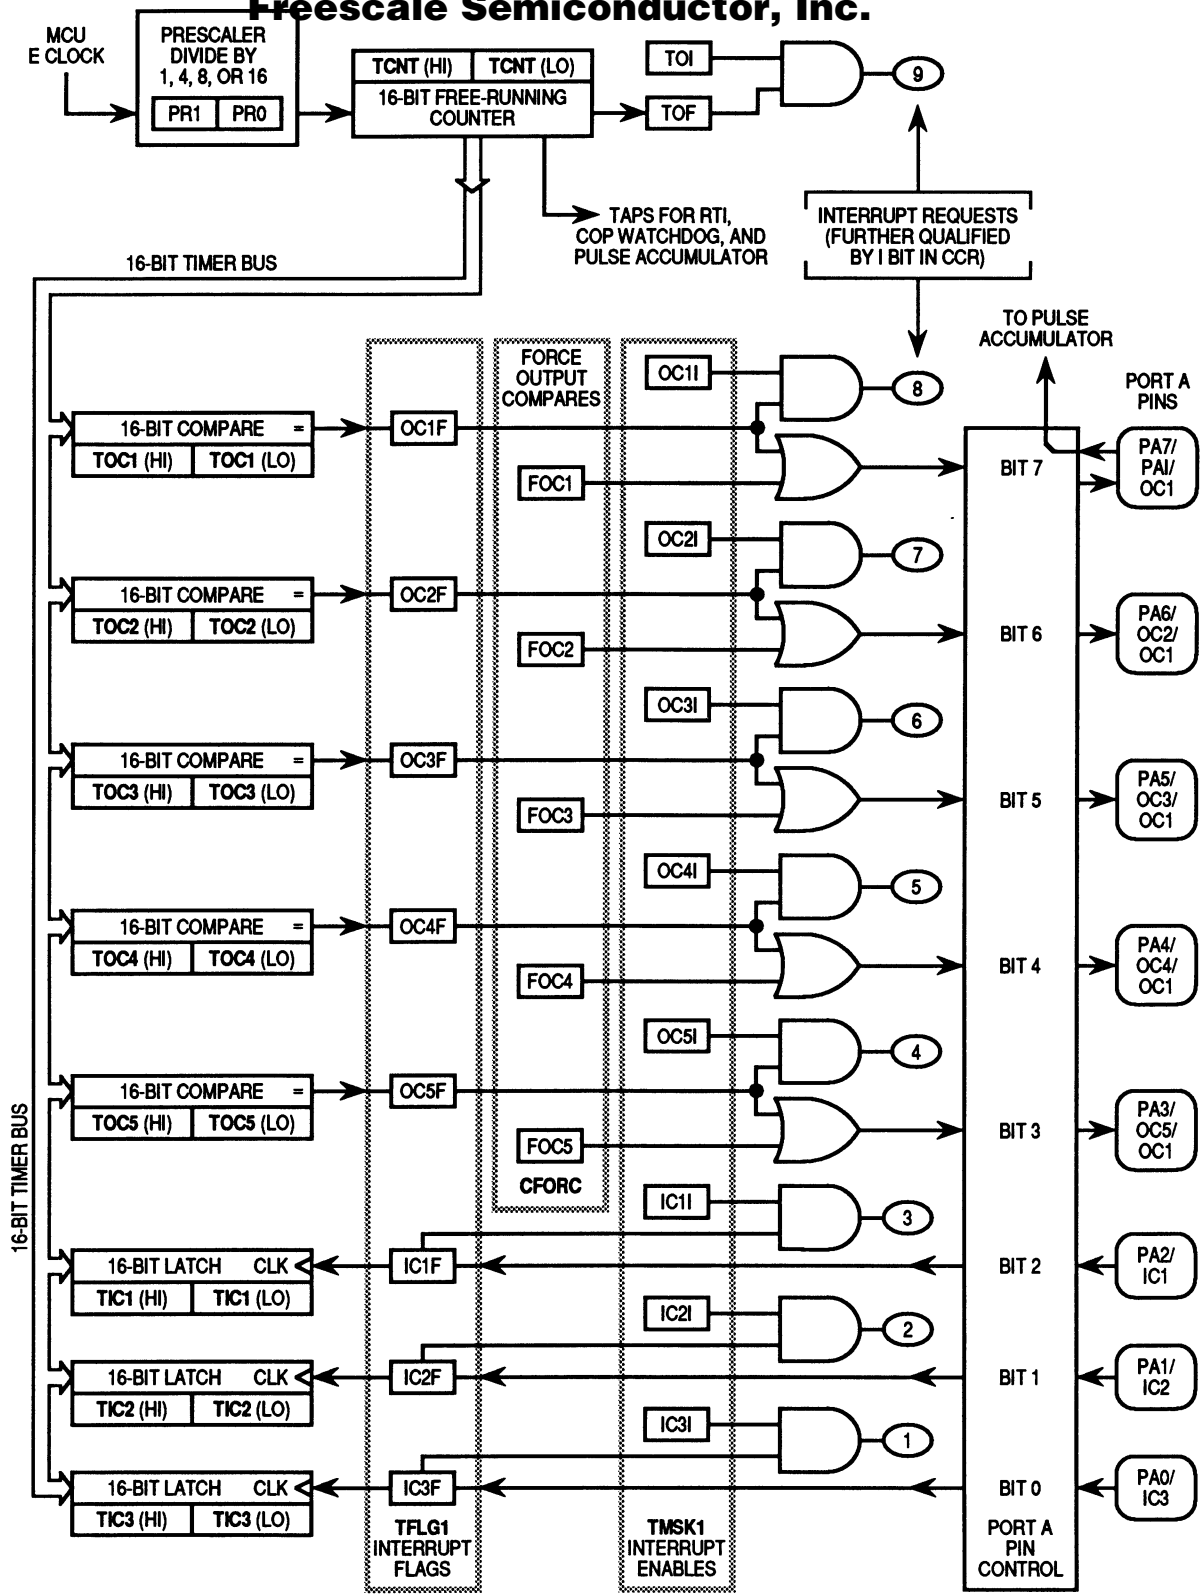 Freescale Semiconductor, Inc.
MCU
E CLOCK
PRESCALER
DIVIDE BY
1, 4, 8, OR 16
PR1 PR0
TCNT (HI) TCNT (LO)
16-BIT FREE-RUNNING
COUNTER
TOI
TOF
9
TAPS FOR RTI,
COP WATCHDOG, AND
PULSE ACCUMULATOR
INTERRUPT REQUESTS
(FURTHER QUALIFIED
BY I BIT IN CCR)
16-BIT TIMER BUS
TO PULSE
ACCUMULATOR
PORT A
PINS
FORCE
OUTPUT
COMPARES
OC1I
8
16-BIT COMPARE =
TOC1 (HI) TOC1 (LO)
OC1F
FOC1
BIT 7
PA7/
PAI/
OC1
OC2I
7
16-BIT COMPARE =
TOC2 (HI) TOC2 (LO)
OC2F
FOC2
BIT 6
PA6/
OC2/
OC1
OC3I
6
16-BIT COMPARE =
TOC3 (HI) TOC3 (LO)
OC3F
FOC3
BIT 5
PA5/
OC3/
OC1
OC4I
5
16-BIT COMPARE =
TOC4 (HI) TOC4 (LO)
OC4F
FOC4
BIT 4
PA4/
OC4/
OC1
OC5I
4
16-BIT COMPARE =
TOC5 (HI) TOC5 (LO)
OC5F
FOC5
BIT 3
PA3/
OC5/
OC1
CFORC
16-BIT TIMER BUS
IC1I
3
16-BIT LATCH CLK
TIC1 (HI) TIC1 (LO)
IC1F
BIT 2
PA2/
IC1
IC2I
2
16-BIT LATCH CLK
TIC2 (HI) TIC2 (LO)
IC2F
BIT 1
PA1/
IC2
IC3I
1
16-BIT LATCH CLK
TIC3 (HI) TIC3 (LO)
IC3F
BIT 0
PA0/
IC3
TFLG1
INTERRUPT
FLAGS
TMSK1
INTERRUPT
ENABLES
PORT A
PIN
CONTROL